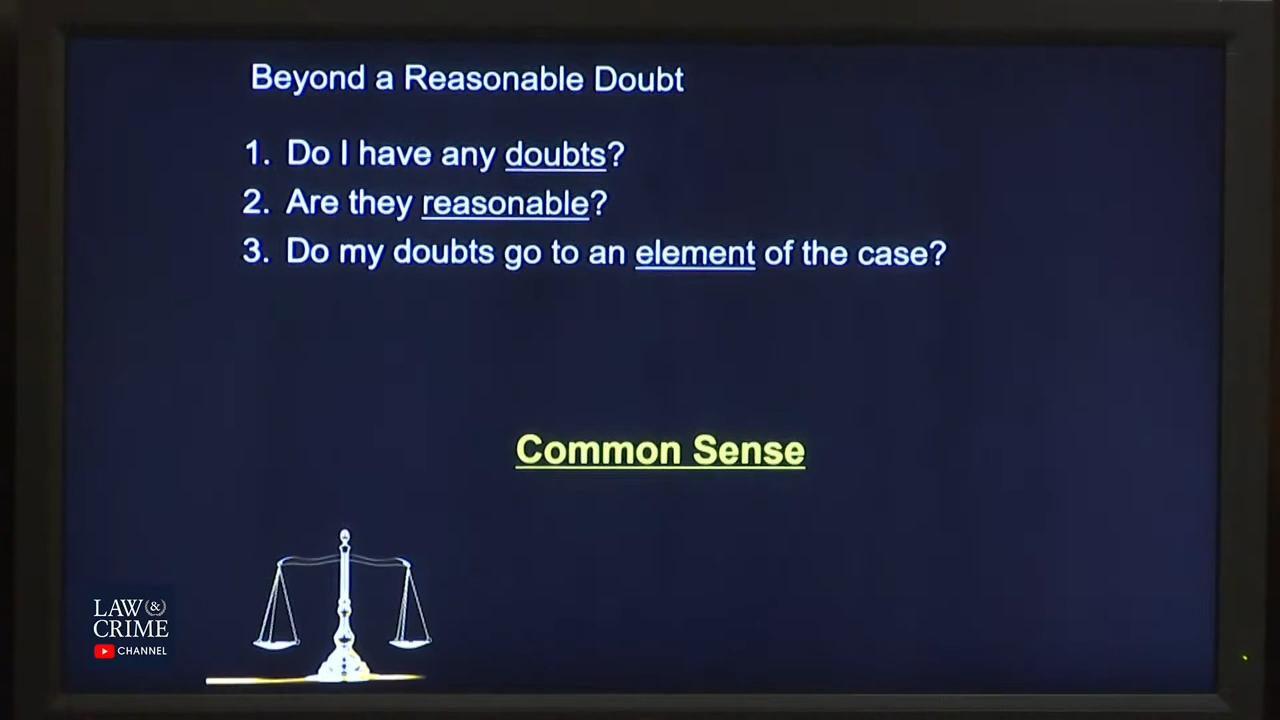 Beyond a Reasonable Doubt
1. Do I have any doubts?
2. Are they reasonable?
3. Do my doubts go to an element of the case?
Common Sense
LAW &
CRIME
CHANNEL